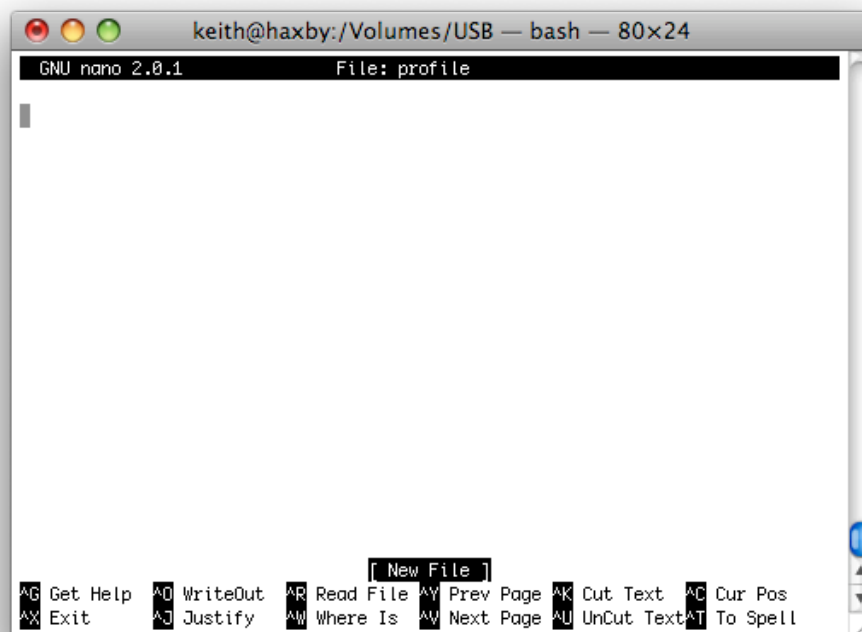 keith@haxby:/Volumes/USB — bash — 80×24
GNU nano 2.0.1 File: profile
[ New File ]
^G Get Help ^O WriteOut ^R Read File ^Y Prev Page ^K Cut Text ^C Cur Pos
^X Exit ^J Justify ^W Where Is ^V Next Page ^U UnCut Text ^T To Spell